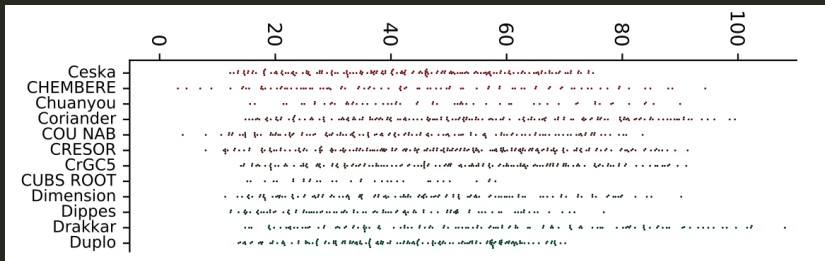 0 20 40 60 80 100
Ceska
CHEMBERE
Chuanyou
Coriander
COU NAB
CRESOR
CrGC5
CUBS ROOT
Dimension
Dippes
Drakkar
Duplo